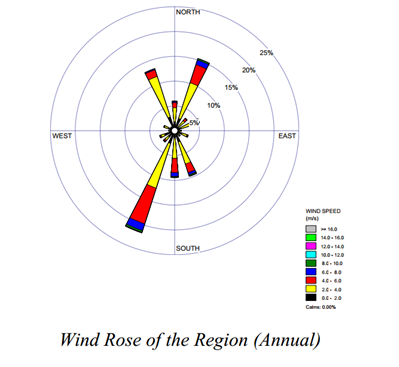 NORTH
25%
20%
15%
10%
5%
WEST
EAST
SOUTH
WIND SPEED
(m/s)
>= 16.0
14.0 - 16.0
12.0 - 14.0
10.0 - 12.0
8.0 - 10.0
6.0 - 8.0
4.0 - 6.0
2.0 - 4.0
0.0 - 2.0
Calms: 0.00%
Wind Rose of the Region (Annual)